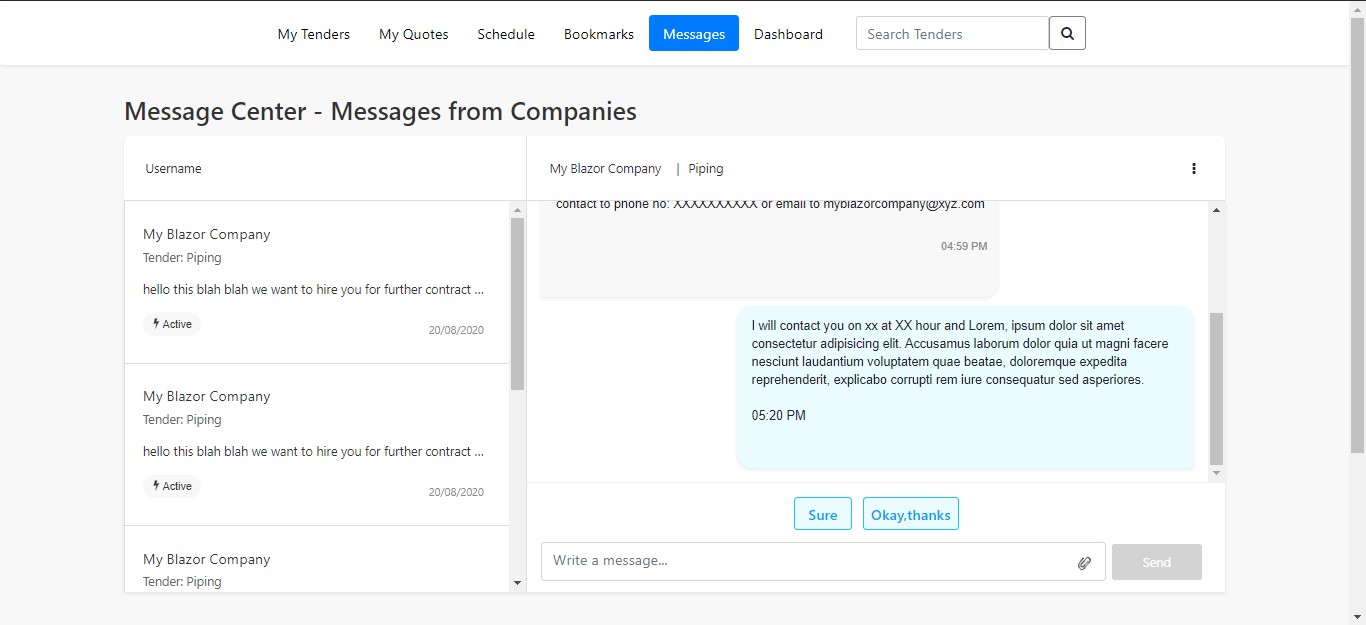 My Tenders My Quotes Schedule Bookmarks Messages Dashboard Search Tenders
Message Center - Messages from Companies
Username
My Blazor Company
Tender: Piping
hello this blah blah we want to hire you for further contract ...
Active
20/08/2020
My Blazor Company
Tender: Piping
hello this blah blah we want to hire you for further contract ...
Active
20/08/2020
My Blazor Company
Tender: Piping
My Blazor Company | Piping
contact to phone no: XXXXXXXXXX or email to myblazorcompany@xyz.com
04:59 PM
I will contact you on xx at XX hour and Lorem, ipsum dolor sit amet
consectetur adipisicing elit. Accusamus laborum dolor quia ut magni facere
nesciunt laudantium voluptatem quae beatae, doloremque expedita
reprehenderit, explicabo corrupti rem iure consequatur sed asperiores.
05:20 PM
Sure Okay,thanks
Write a message...
Send